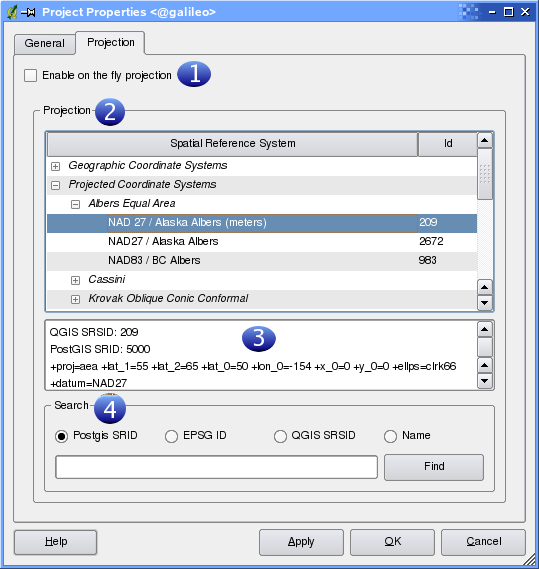 Project Properties <@galileo>
General
Projection
Enable on the fly projection
1
Projection
2
Spatial Reference System
Id
Geographic Coordinate Systems
Projected Coordinate Systems
Albers Equal Area
NAD 27 / Alaska Albers (meters) 209
NAD27 / Alaska Albers 2672
NAD83 / BC Albers 983
Cassini
Krovak Oblique Conic Conformal
QGIS SRSID: 209
3
PostGIS SRID: 5000
+proj=aea +lat_1=55 +lat_2=65 +lat_0=50 +lon_0=-154 +x_0=0 +y_0=0 +ellps=clrk66
+datum=NAD27
Search
4
Postgis SRID
EPSG ID
QGIS SRSID
Name
Find
Help
Apply
OK
Cancel